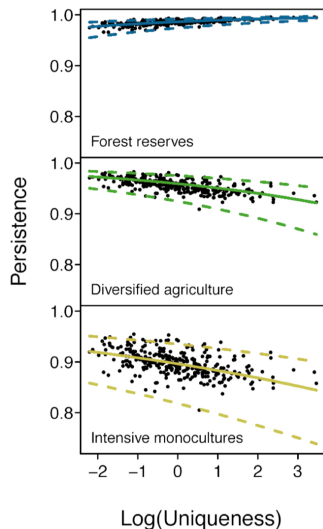 1.0
0.9
0.8
Forest reserves
1.0
0.9
0.8
Diversified agriculture
Persistence
1.0
0.9
0.8
Intensive monocultures
−2 −1 0 1 2 3
Log(Uniqueness)